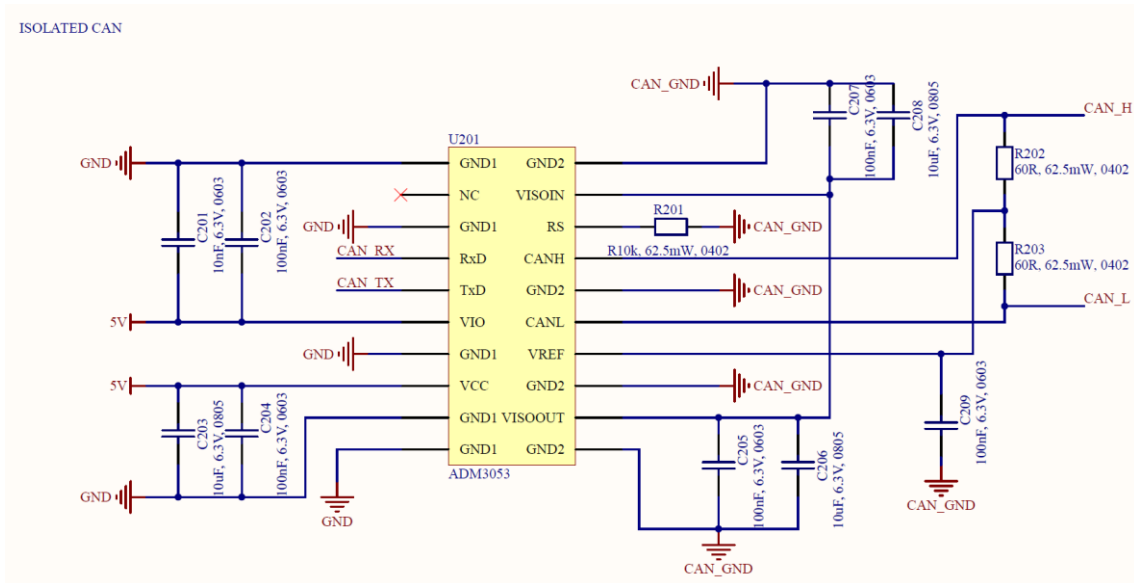 ISOLATED CAN
CAN_GND
C207
100nF, 6.3V, 0603
C208
10uF, 6.3V, 0805
CAN_H
U201
GND
GND1
GND2
R202
60R, 62.5mW, 0402
C201
10nF, 6.3V, 0603
C202
100nF, 6.3V, 0603
NC
VISOIN
GND
GND1
RS
R201
R10k, 62.5mW, 0402
CAN_GND
CAN_RX
RxD
CANH
R203
60R, 62.5mW, 0402
CAN_TX
TxD
GND2
CAN_GND
CAN_L
5V
VIO
CANL
GND
GND1
VREF
5V
VCC
GND2
CAN_GND
C203
10uF, 6.3V, 0805
C204
100nF, 6.3V, 0603
GND1
VISOOUT
C209
100nF, 6.3V, 0603
GND1
GND2
C205
100nF, 6.3V, 0603
C206
10uF, 6.3V, 0805
ADM3053
GND
GND
CAN_GND
CAN_GND